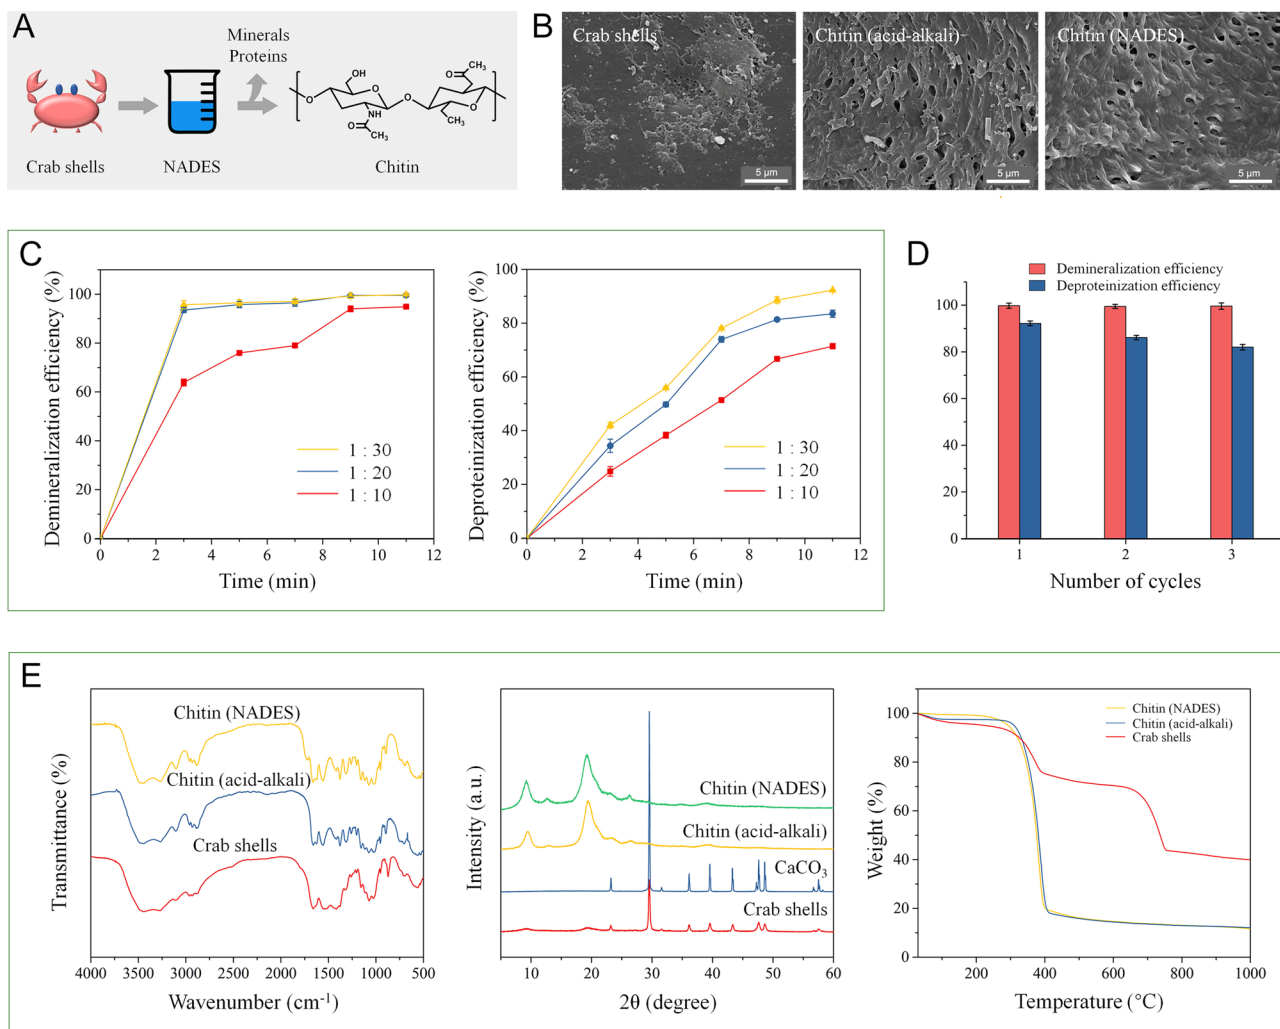 A
Minerals
Proteins
Crab shells
NADES
OH
O
O
NH
O
CH₃
O
CH₃
O
CH₃
O
Chitin
B
Crab shells
5 µm
Chitin (acid-alkali)
5 µm
Chitin (NADES)
5 µm
C
Demineralization efficiency (%)
100
80
60
40
20
0
1 : 30
1 : 20
1 : 10
0 2 4 6 8 10 12
Time (min)
Deproteinization efficiency (%)
100
80
60
40
20
0
1 : 30
1 : 20
1 : 10
0 2 4 6 8 10 12
Time (min)
D
Demineralization efficiency
Deproteinization efficiency
100
80
60
40
20
0
1 2 3
Number of cycles
E
Transmittance (%)
Chitin (NADES)
Chitin (acid-alkali)
Crab shells
4000 3500 3000 2500 2000 1500 1000 500
Wavenumber (cm⁻¹)
Intensity (a.u.)
Chitin (NADES)
Chitin (acid-alkali)
CaCO₃
Crab shells
10 20 30 40 50 60
2θ (degree)
Weight (%)
100
80
60
40
20
0
Chitin (NADES)
Chitin (acid-alkali)
Crab shells
200 400 600 800 1000
Temperature (°C)